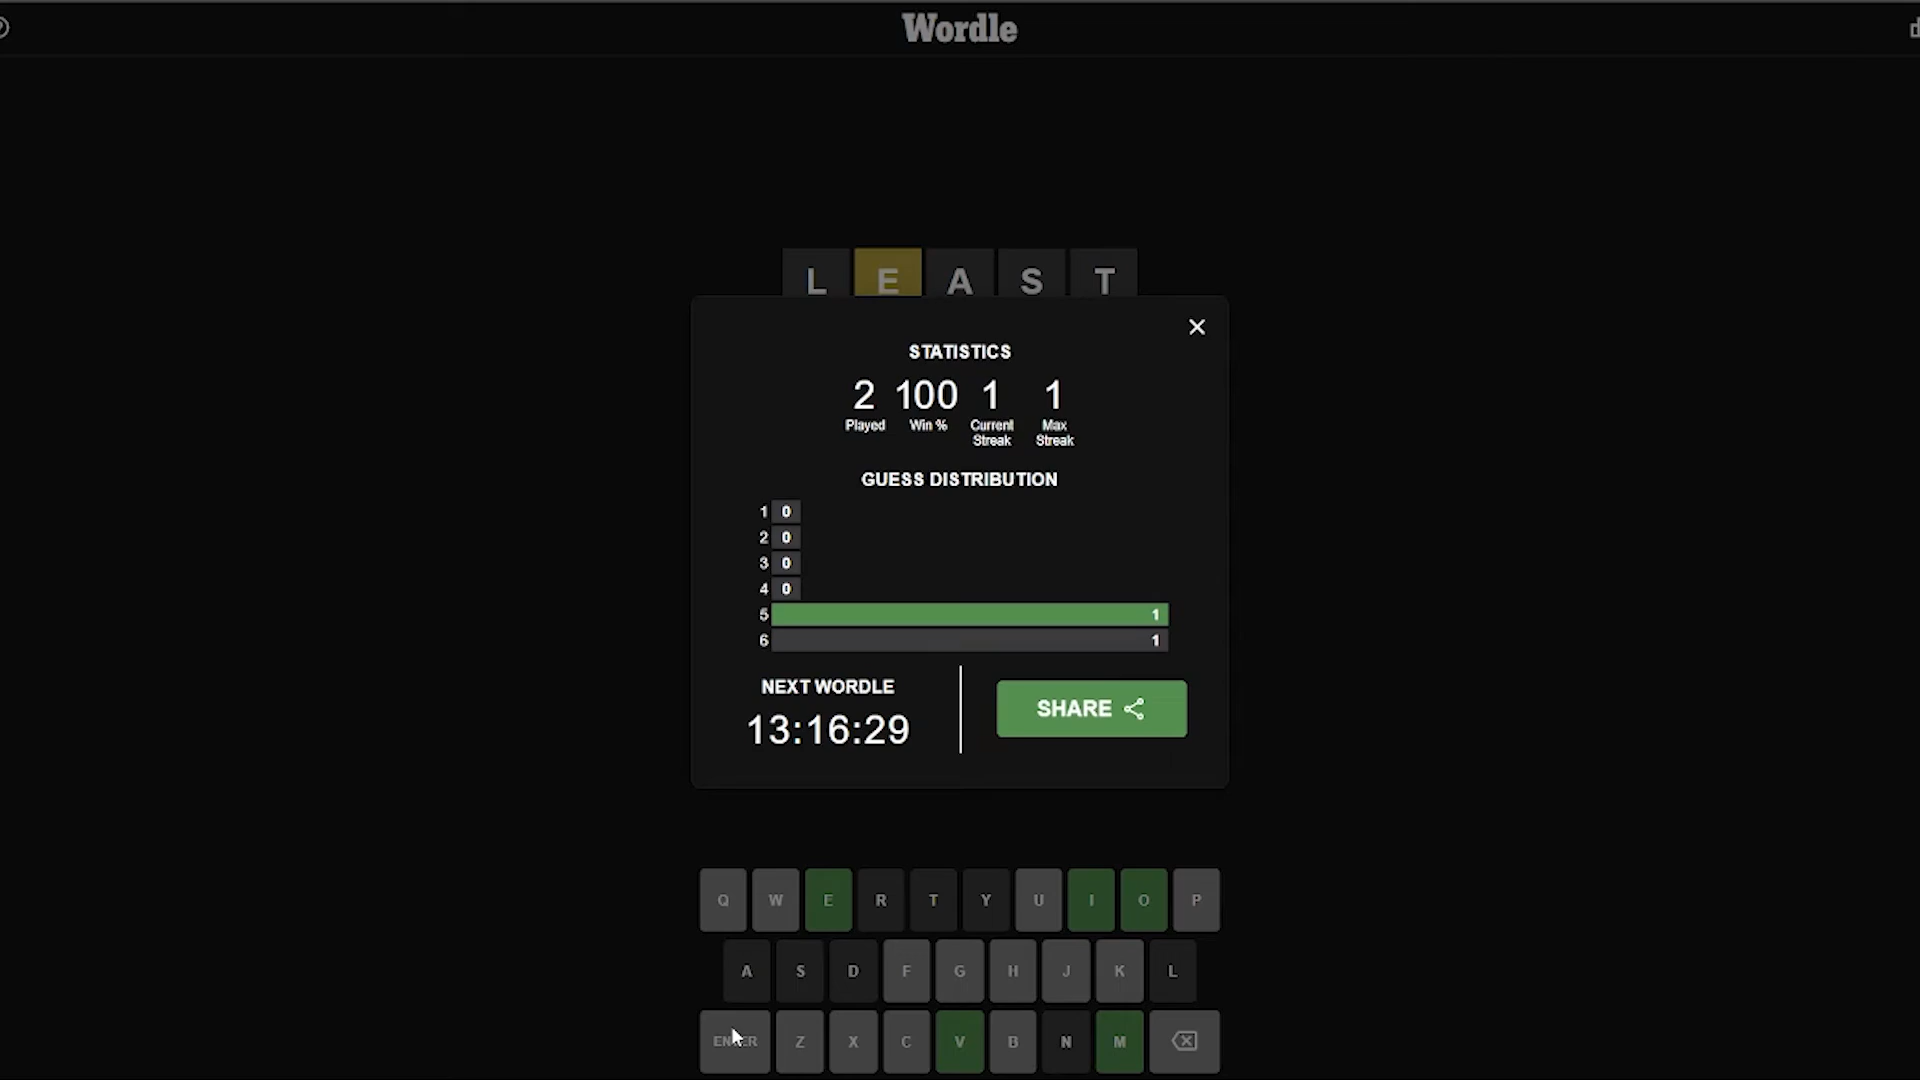 Wordle
L E A S T
STATISTICS
2 100 1 1
Played Win % Current Streak Max Streak
GUESS DISTRIBUTION
1 0
2 0
3 0
4 0
5 1
6 1
NEXT WORDLE
13:16:29
SHARE
Q W E R T Y U I O P
A S D F G H J K L
ENTER Z X C V B N M